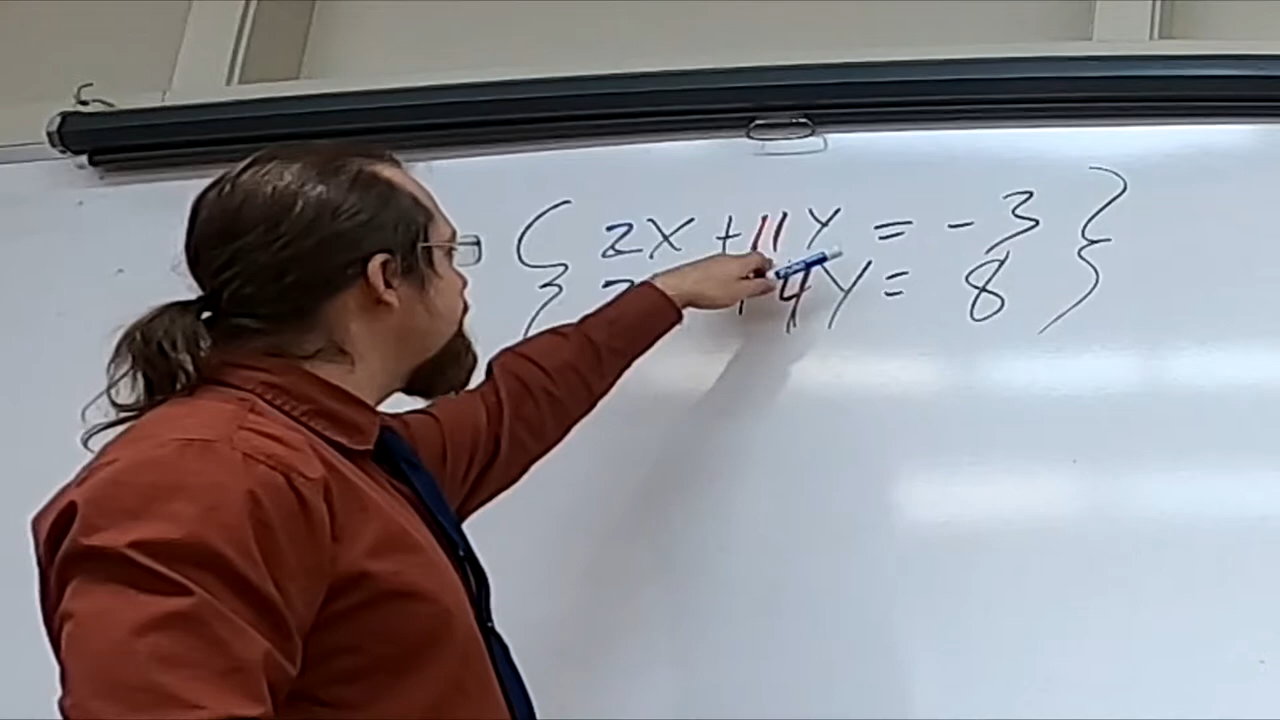 { 2X + 11Y = -3 }
+ 4Y = 8